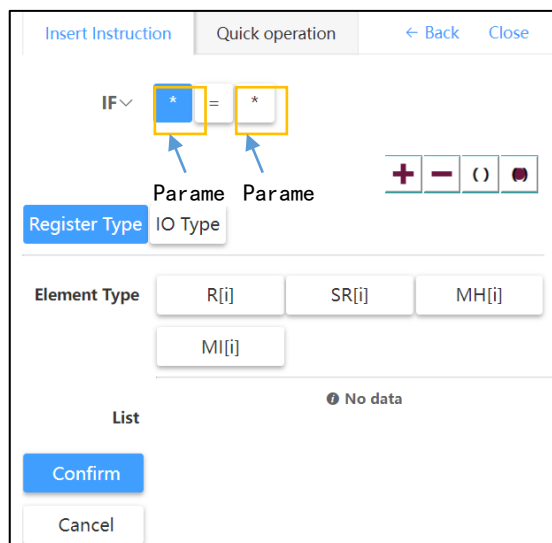 Insert Instruction Quick operation ← Back Close
IF * = *
Parame Parame
+ − ( ) (●)
Register Type IO Type
Element Type R[i] SR[i] MH[i]
MI[i]
No data
List
Confirm
Cancel